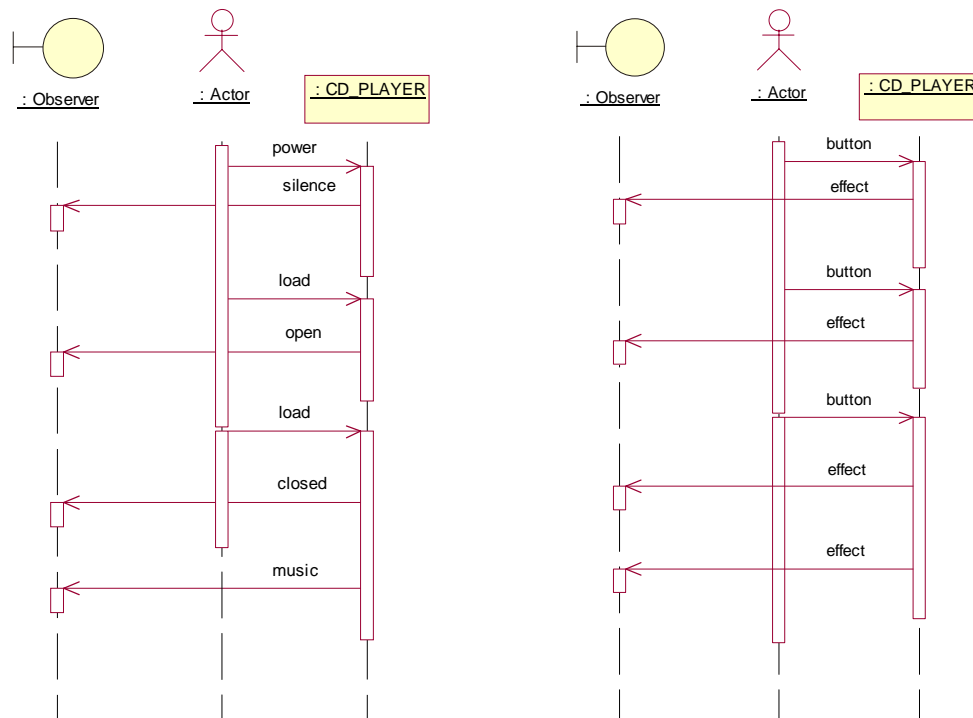 : Observer
: Actor
: CD_PLAYER
power
silence
load
open
load
closed
music
: Observer
: Actor
: CD_PLAYER
button
effect
button
effect
button
effect
effect